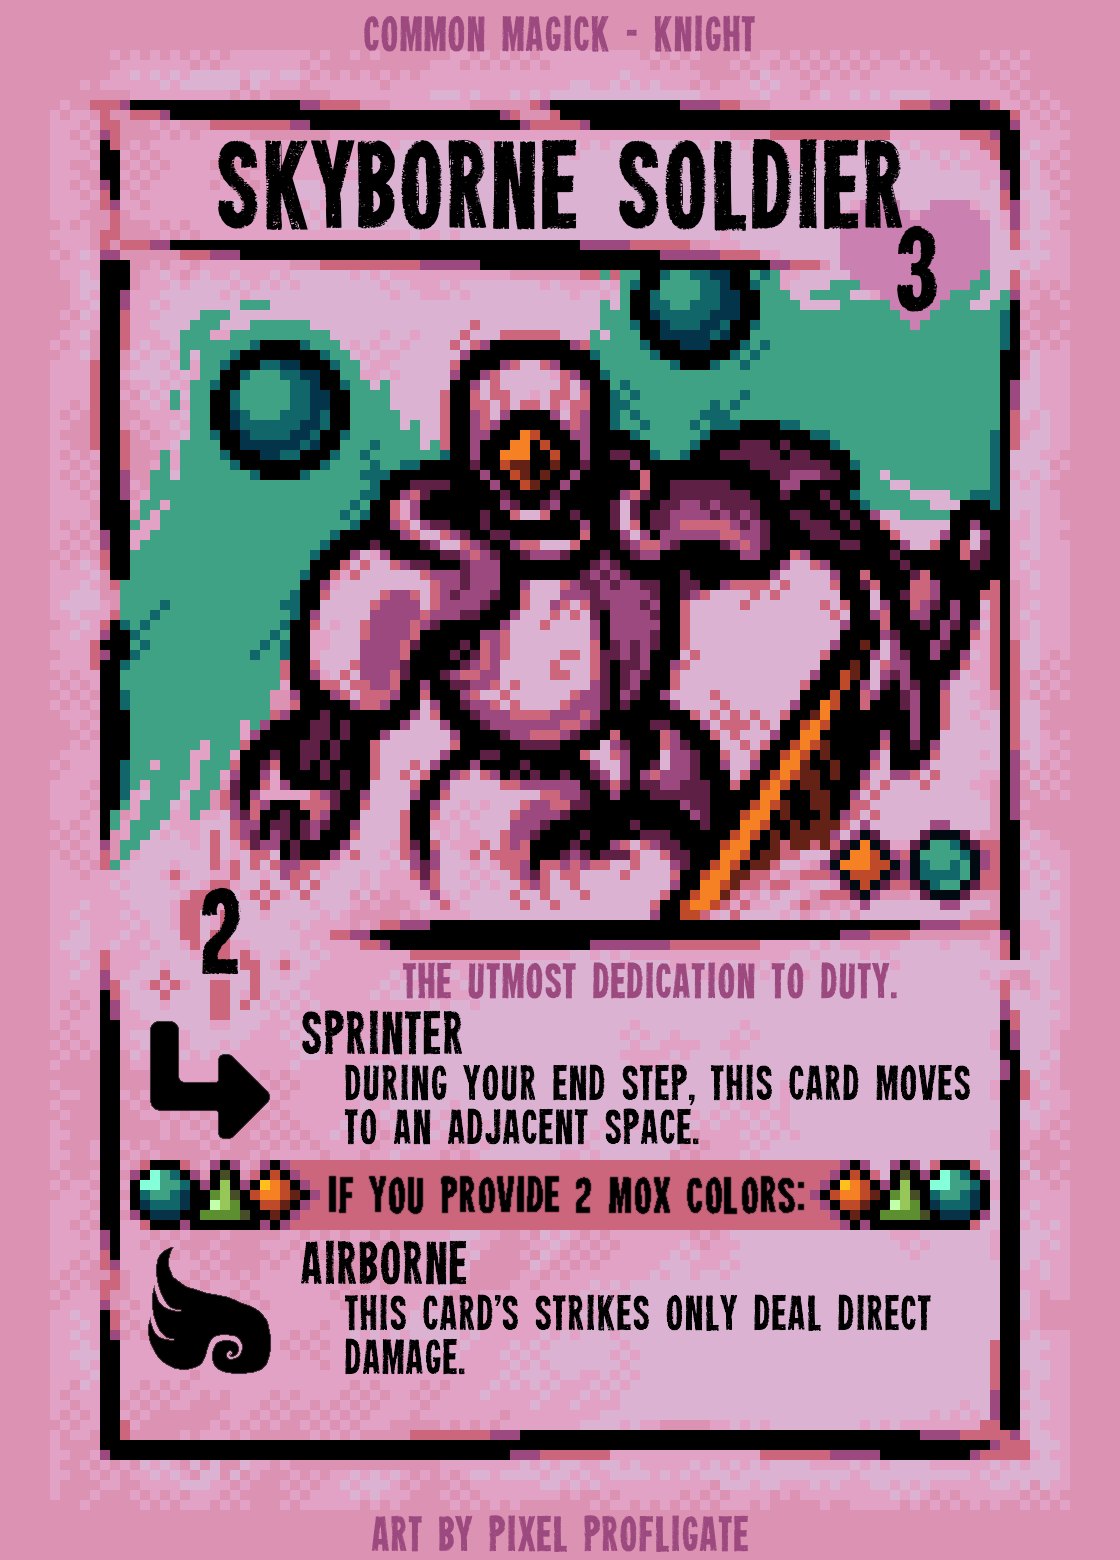 COMMON MAGICK - KNIGHT
SKYBORNE SOLDIER
3
2
THE UTMOST DEDICATION TO DUTY.
SPRINTER
DURING YOUR END STEP, THIS CARD MOVES
TO AN ADJACENT SPACE.
IF YOU PROVIDE 2 MOX COLORS:
AIRBORNE
THIS CARD'S STRIKES ONLY DEAL DIRECT
DAMAGE.
ART BY PIXEL PROFLIGATE